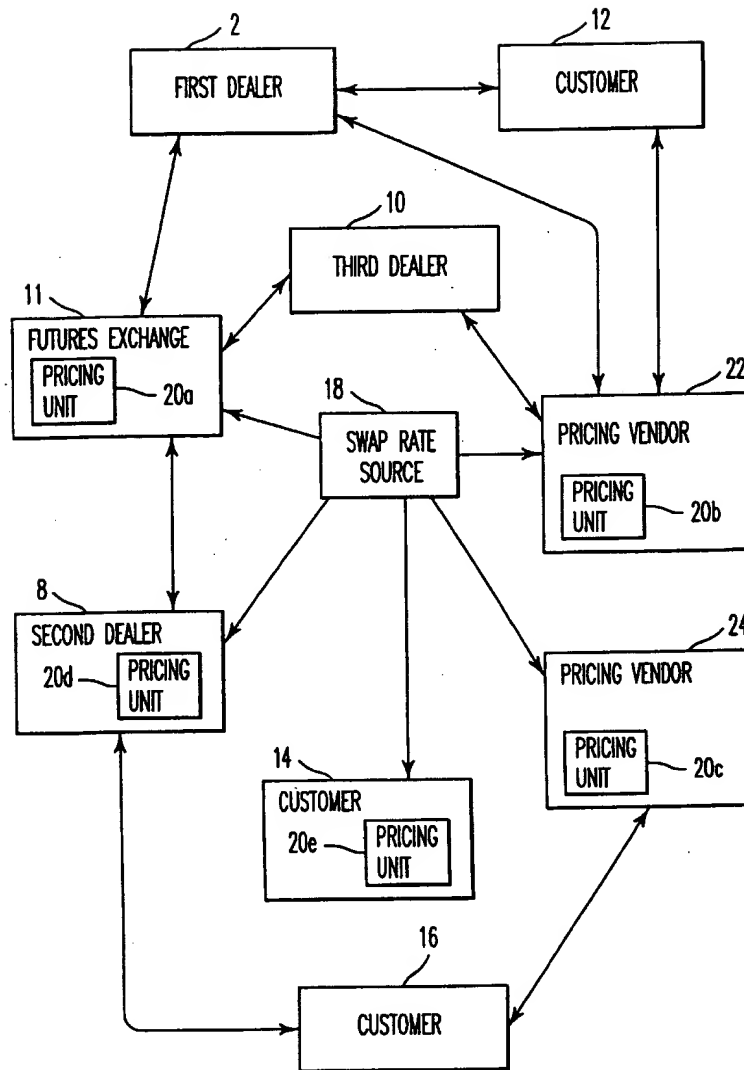 2
12
FIRST DEALER
CUSTOMER
10
THIRD DEALER
11
FUTURES EXCHANGE
PRICING
UNIT
20a
18
SWAP RATE
SOURCE
22
PRICING VENDOR
PRICING
UNIT
20b
8
SECOND DEALER
20d
PRICING
UNIT
24
PRICING VENDOR
PRICING
UNIT
20c
14
CUSTOMER
20e
PRICING
UNIT
16
CUSTOMER